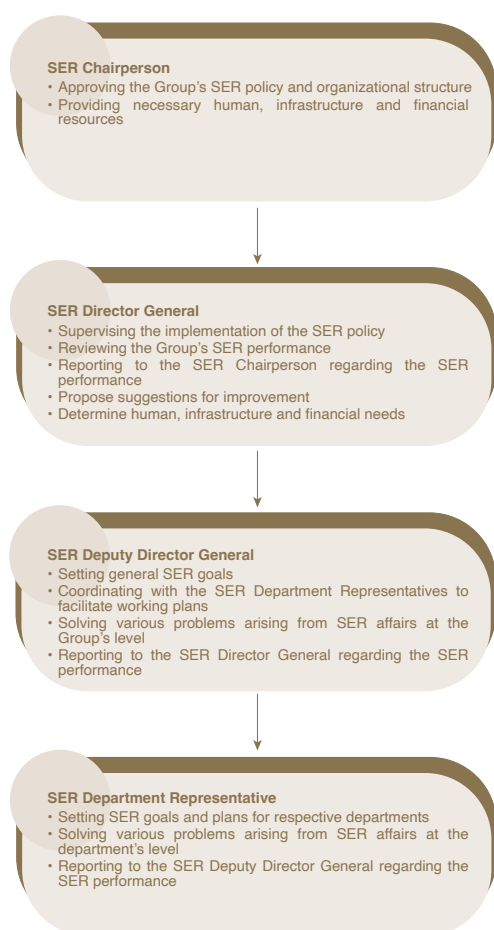 SER Chairperson
• Approving the Group's SER policy and organizational structure
• Providing necessary human, infrastructure and financial
resources
SER Director General
• Supervising the implementation of the SER policy
• Reviewing the Group's SER performance
• Reporting to the SER Chairperson regarding the SER
performance
• Propose suggestions for improvement
• Determine human, infrastructure and financial needs
SER Deputy Director General
• Setting general SER goals
• Coordinating with the SER Department Representatives to
facilitate working plans
• Solving various problems arising from SER affairs at the
Group's level
• Reporting to the SER Director General regarding the SER
performance
SER Department Representative
• Setting SER goals and plans for respective departments
• Solving various problems arising from SER affairs at the
department's level
• Reporting to the SER Deputy Director General regarding the
SER performance